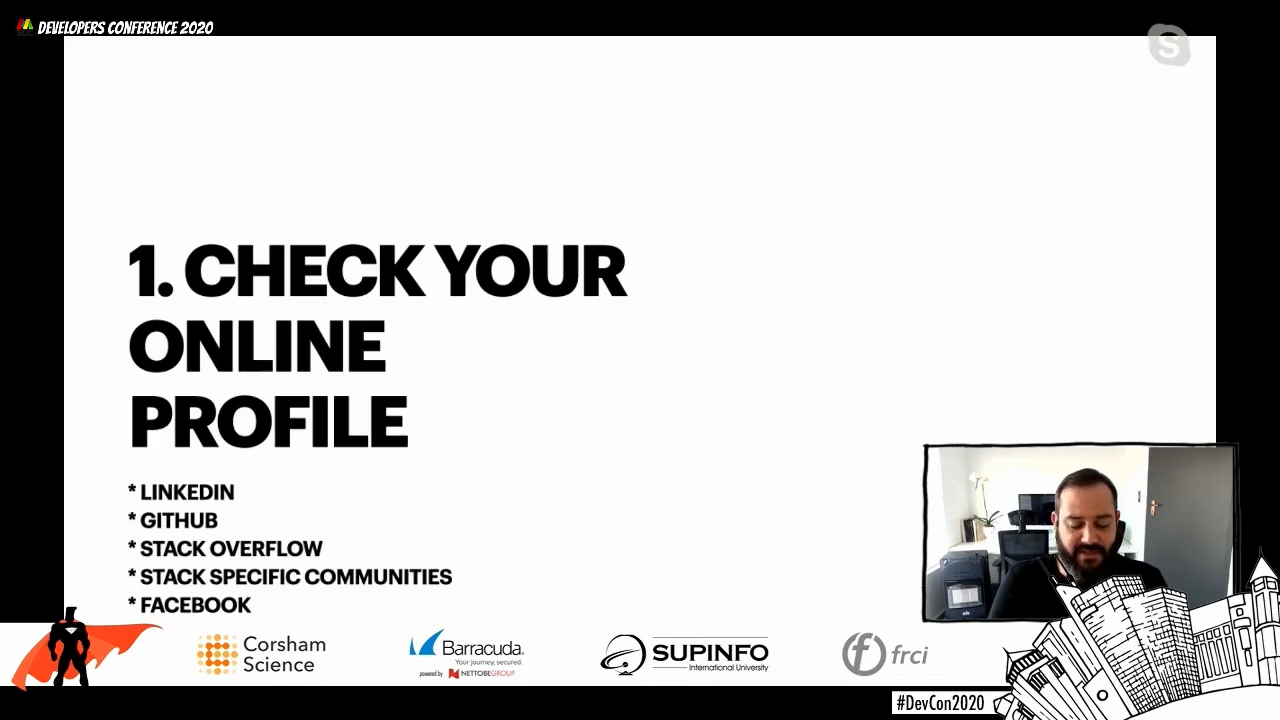 DEVELOPERS CONFERENCE 2020
S
1. CHECK YOUR
ONLINE
PROFILE
* LINKEDIN
* GITHUB
* STACK OVERFLOW
* STACK SPECIFIC COMMUNITIES
* FACEBOOK
Corsham
Science
Barracuda.
Your journey, secured.
powered by NETTOBEGROUP
SUPINFO
International University
f frci
#DevCon2020